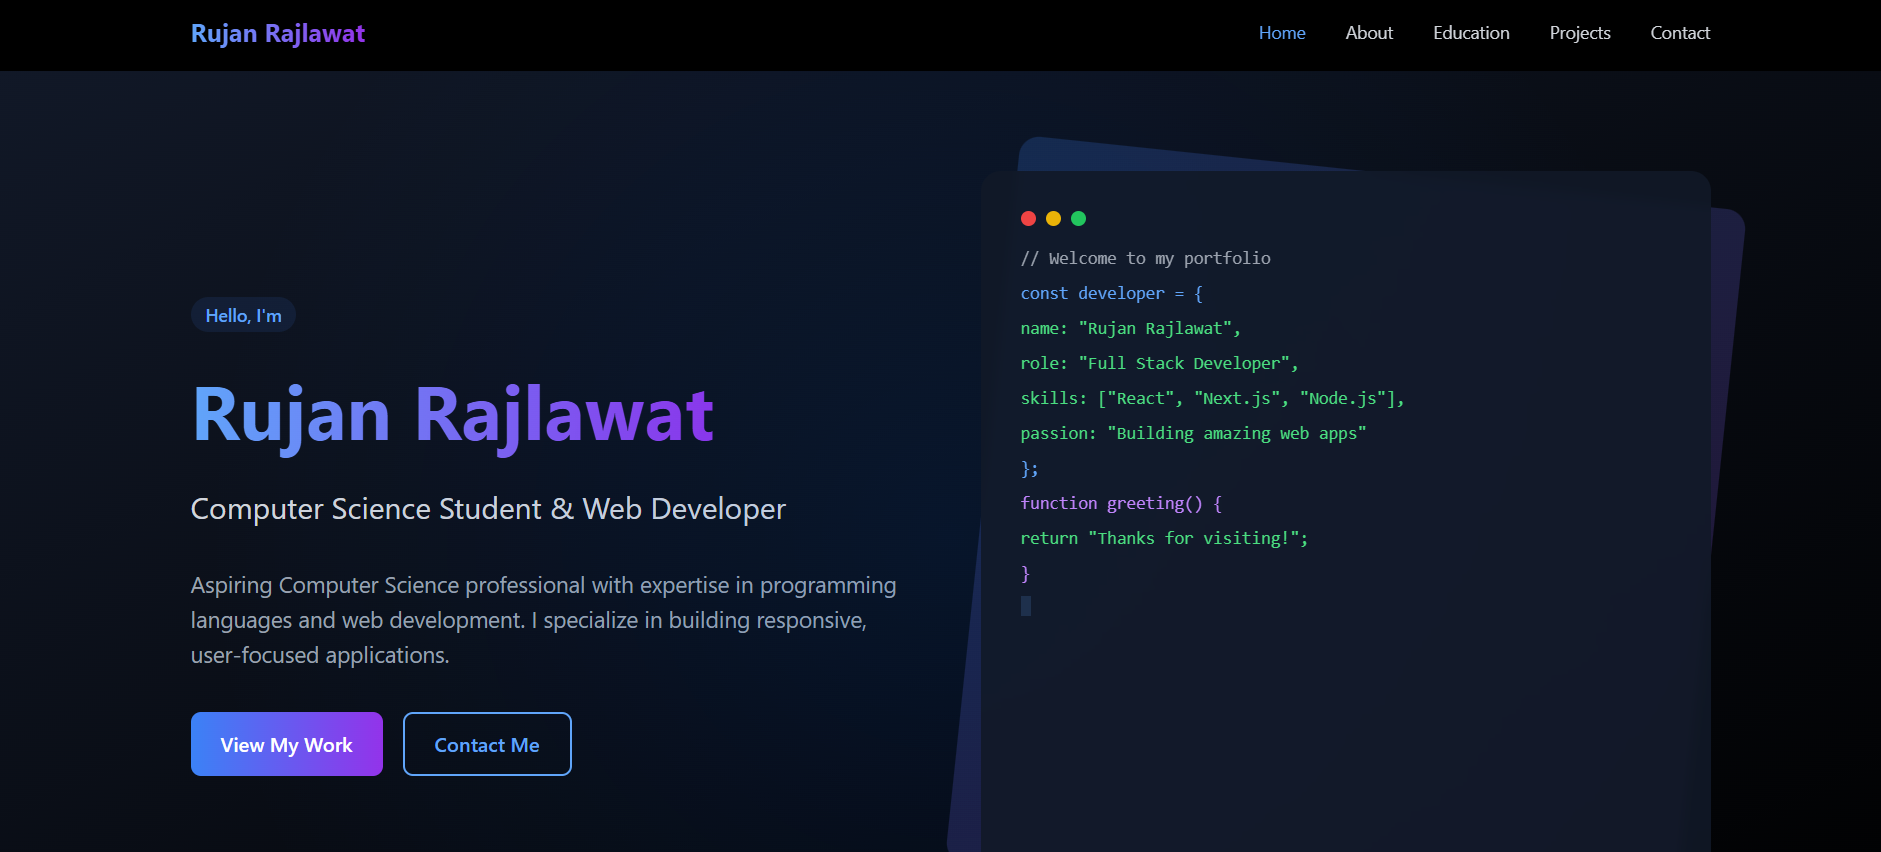 Rujan Rajlawat
Home About Education Projects Contact
Hello, I'm
Rujan Rajlawat
Computer Science Student & Web Developer
Aspiring Computer Science professional with expertise in programming
languages and web development. I specialize in building responsive,
user-focused applications.
View My Work
Contact Me
// Welcome to my portfolio
const developer = {
name: "Rujan Rajlawat",
role: "Full Stack Developer",
skills: ["React", "Next.js", "Node.js"],
passion: "Building amazing web apps"
};
function greeting() {
return "Thanks for visiting!";
}